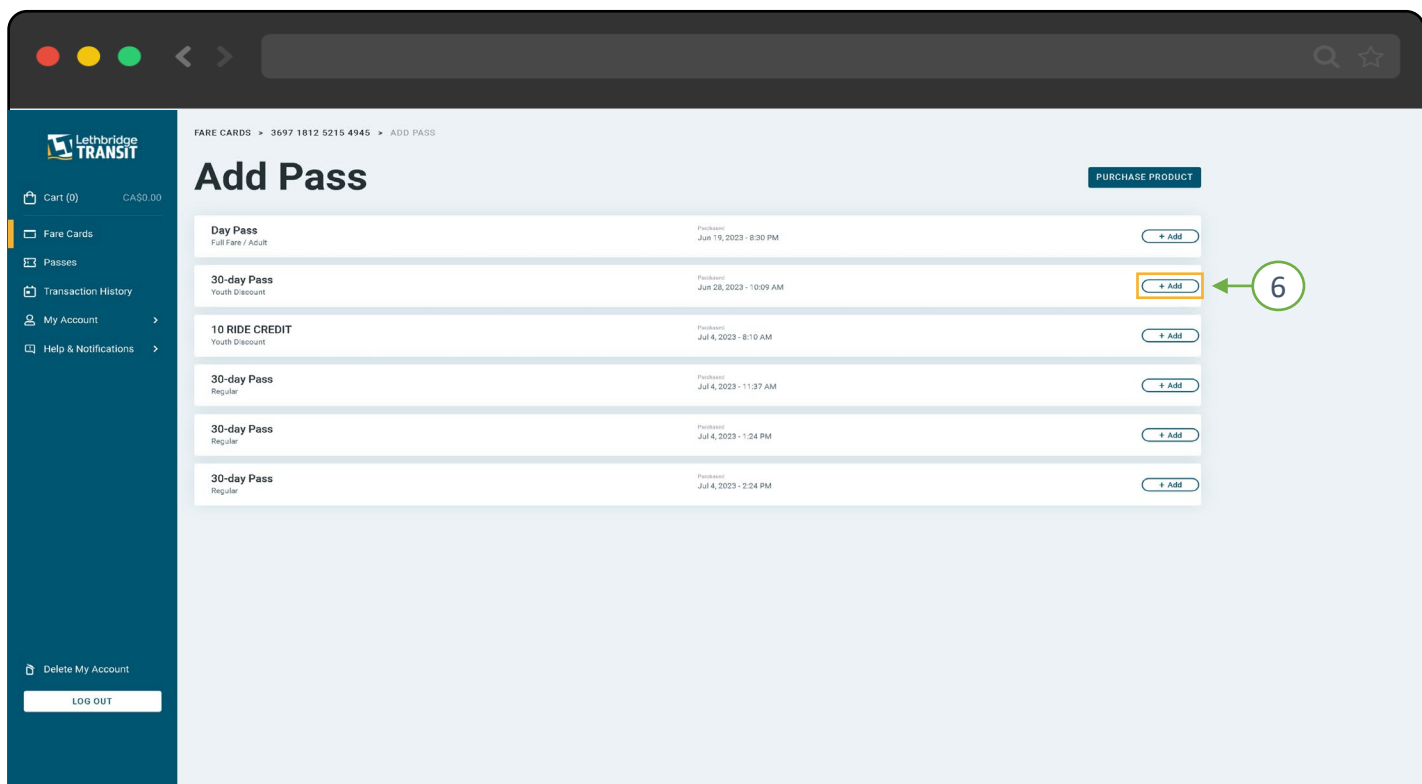 Lethbridge
TRANSIT
Cart (0) CA$0.00
Fare Cards
Passes
Transaction History
My Account
Help & Notifications
Delete My Account
LOG OUT
FARE CARDS > 3697 1812 5215 4945 > ADD PASS
Add Pass
PURCHASE PRODUCT
Day Pass
Full Fare / Adult
Purchased
Jun 19, 2023 - 8:30 PM
+ Add
30-day Pass
Youth Discount
Purchased
Jun 28, 2023 - 10:09 AM
+ Add
6
10 RIDE CREDIT
Youth Discount
Purchased
Jul 4, 2023 - 8:10 AM
+ Add
30-day Pass
Regular
Purchased
Jul 4, 2023 - 11:37 AM
+ Add
30-day Pass
Regular
Purchased
Jul 4, 2023 - 1:24 PM
+ Add
30-day Pass
Regular
Purchased
Jul 4, 2023 - 2:24 PM
+ Add